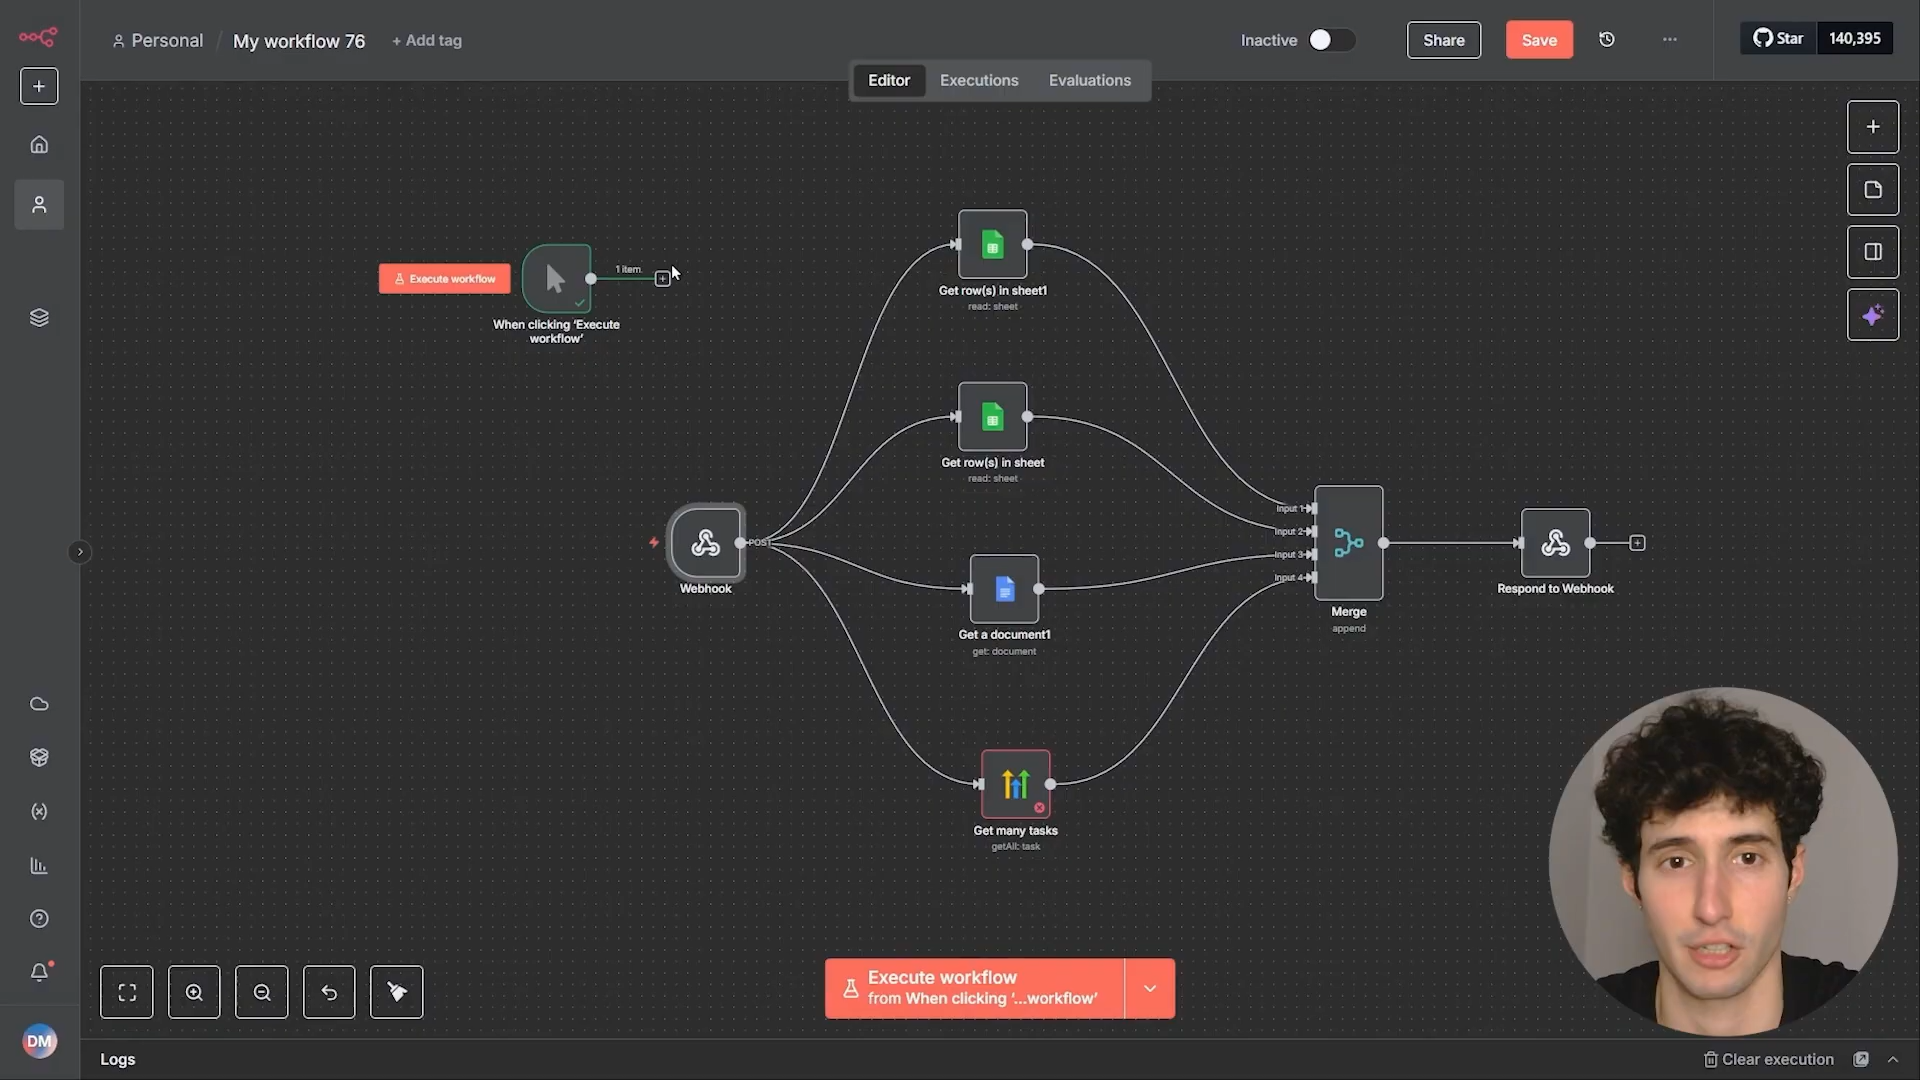 Personal / My workflow 76 + Add tag
Inactive
Share
Save
...
Star 140,395
Editor Executions Evaluations
Execute workflow
1 item
When clicking ‘Execute
workflow’
Get row(s) in sheet1
read: sheet
Get row(s) in sheet
read: sheet
POST
Webhook
Get a document1
get: document
Get many tasks
getAll: task
Input 1
Input 2
Input 3
Input 4
Merge
append
Respond to Webhook
Execute workflow
from When clicking ‘...workflow’
DM
Logs
Clear execution